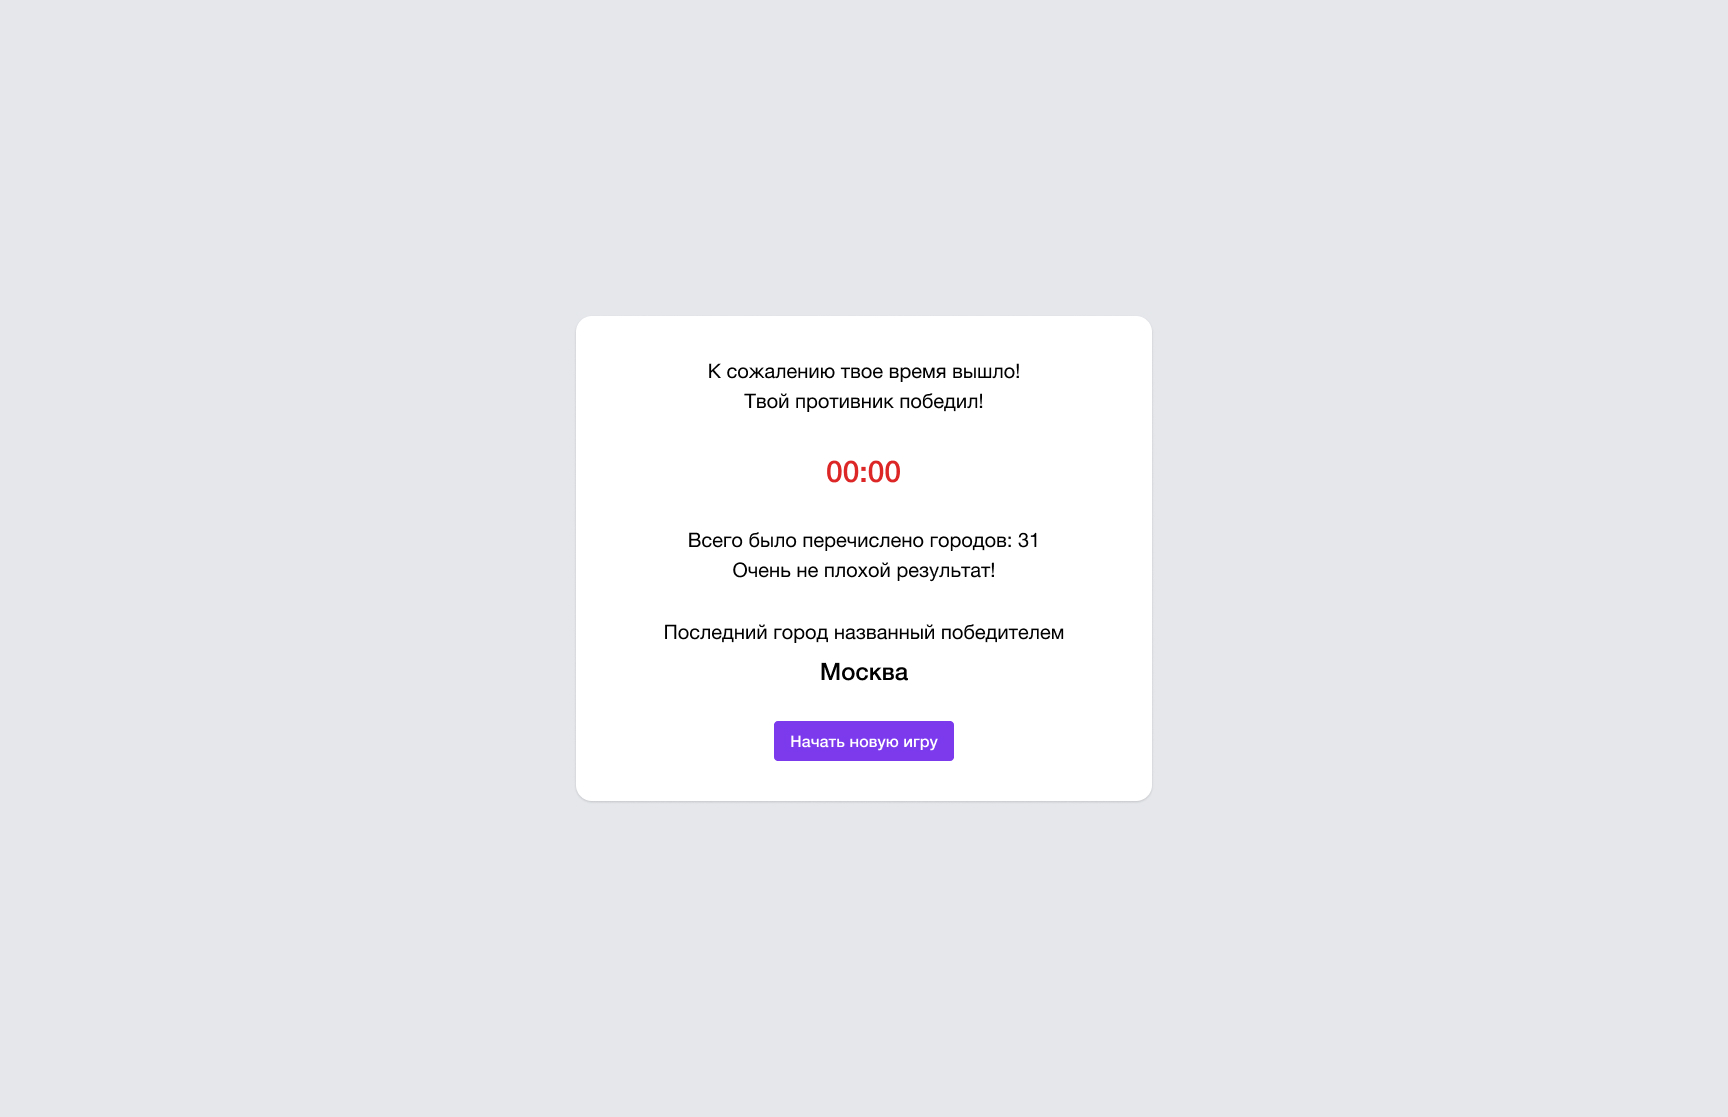 К сожалению твое время вышло!
Твой противник победил!
00:00
Всего было перечислено городов: 31
Очень не плохой результат!
Последний город названный победителем
Москва
Начать новую игру